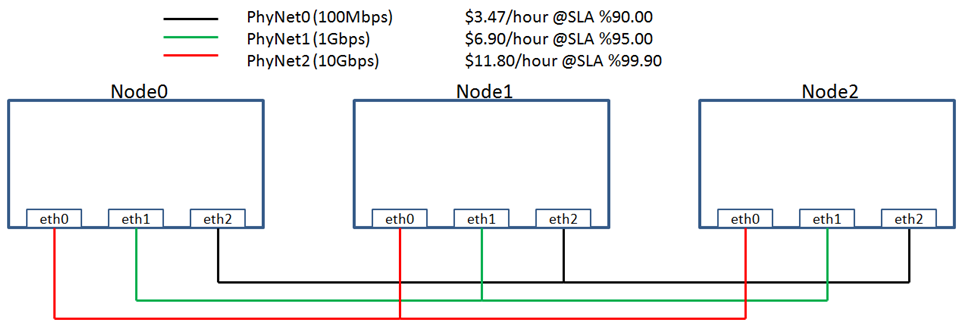 PhyNet0 (100Mbps) $3.47/hour @SLA %90.00
PhyNet1 (1Gbps) $6.90/hour @SLA %95.00
PhyNet2 (10Gbps) $11.80/hour @SLA %99.90
Node0 Node1 Node2
eth0 eth1 eth2 eth0 eth1 eth2 eth0 eth1 eth2